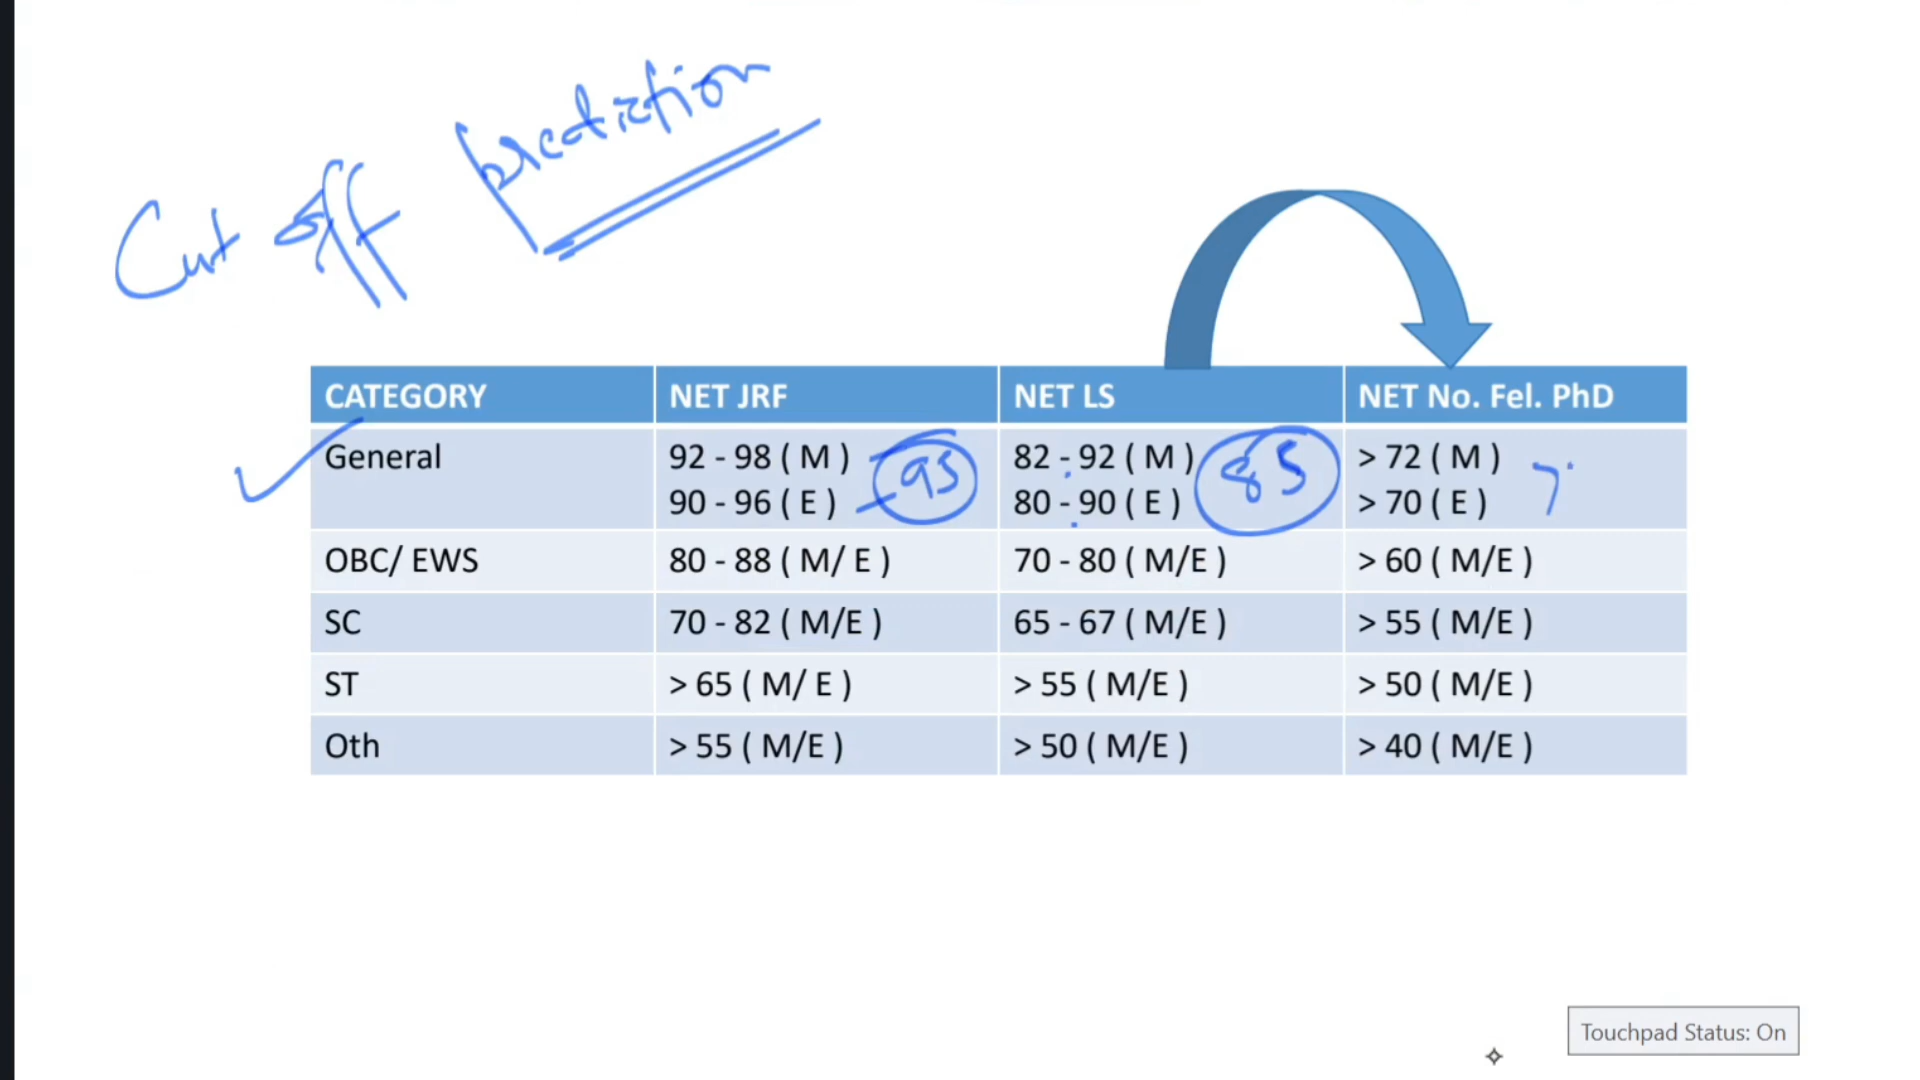 Cut off prediction
CATEGORY NET JRF NET LS NET No. Fel. PhD
General 92 - 98 ( M ) 95 82 - 92 ( M ) 85 > 72 ( M )
90 - 96 ( E ) 80 - 90 ( E ) > 70 ( E )
OBC/ EWS 80 - 88 ( M/ E ) 70 - 80 ( M/E ) > 60 ( M/E )
SC 70 - 82 ( M/E ) 65 - 67 ( M/E ) > 55 ( M/E )
ST > 65 ( M/ E ) > 55 ( M/E ) > 50 ( M/E )
Oth > 55 ( M/E ) > 50 ( M/E ) > 40 ( M/E )
Touchpad Status: On